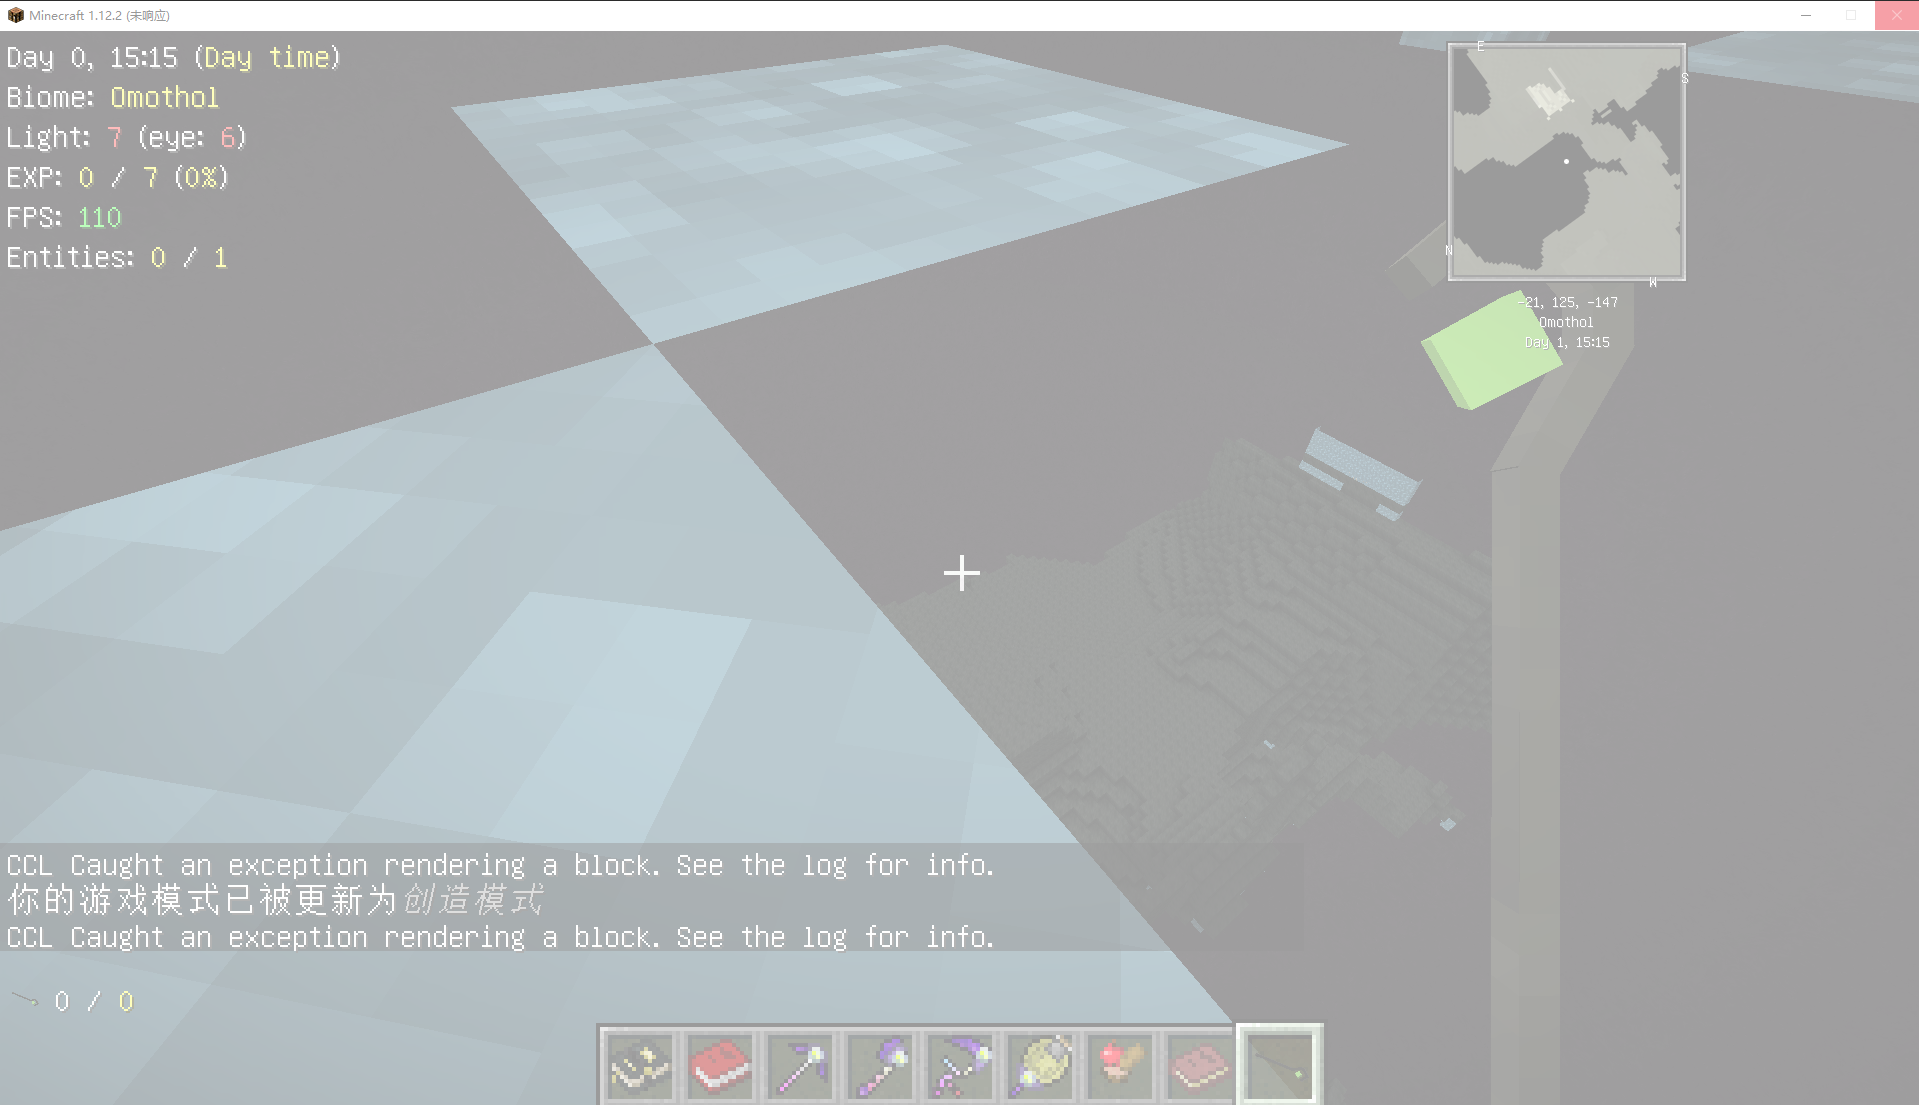 Minecraft 1.12.2 (未响应)
Day 0, 15:15 (Day time)
Biome: Omothol
Light: 7 (eye: 6)
EXP: 0 / 7 (0%)
FPS: 110
Entities: 0 / 1
E
S
N
W
-21, 125, -147
Omothol
Day 1, 15:15
CCL Caught an exception rendering a block. See the log for info.
你的游戏模式已被更新为创造模式
CCL Caught an exception rendering a block. See the log for info.
0 / 0